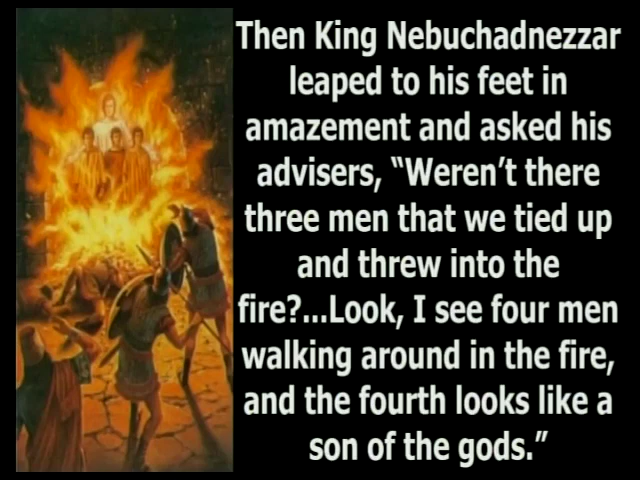 Then King Nebuchadnezzar
leaped to his feet in
amazement and asked his
advisers, “Weren’t there
three men that we tied up
and threw into the
fire?...Look, I see four men
walking around in the fire,
and the fourth looks like a
son of the gods.”